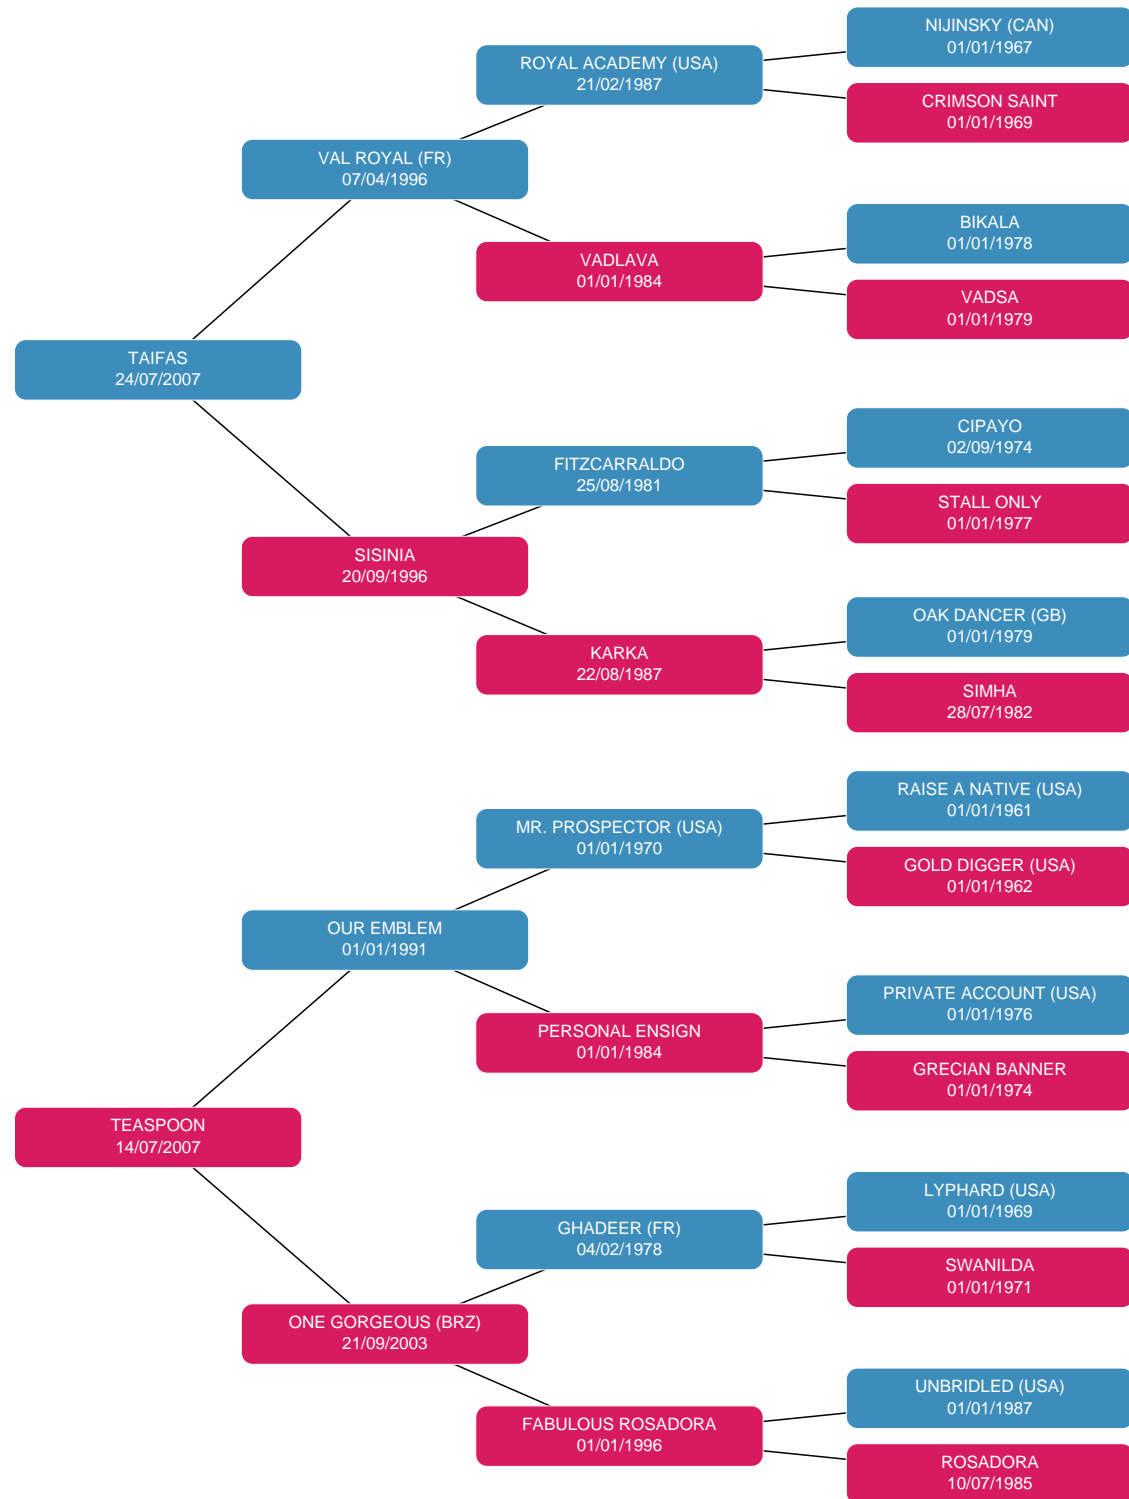 NIJINSKY (CAN)
01/01/1967
ROYAL ACADEMY (USA)
21/02/1987
CRIMSON SAINT
01/01/1969
VAL ROYAL (FR)
07/04/1996
BIKALA
01/01/1978
VADLAVA
01/01/1984
VADSA
01/01/1979
TAIFAS
24/07/2007
CIPAYO
02/09/1974
FITZCARRALDO
25/08/1981
STALL ONLY
01/01/1977
SISINIA
20/09/1996
OAK DANCER (GB)
01/01/1979
KARKA
22/08/1987
SIMHA
28/07/1982
RAISE A NATIVE (USA)
01/01/1961
MR. PROSPECTOR (USA)
01/01/1970
GOLD DIGGER (USA)
01/01/1962
OUR EMBLEM
01/01/1991
PRIVATE ACCOUNT (USA)
01/01/1976
PERSONAL ENSIGN
01/01/1984
GRECIAN BANNER
01/01/1974
TEASPOON
14/07/2007
LYPHARD (USA)
01/01/1969
GHADEER (FR)
04/02/1978
SWANILDA
01/01/1971
ONE GORGEOUS (BRZ)
21/09/2003
UNBRIDLED (USA)
01/01/1987
FABULOUS ROSADORA
01/01/1996
ROSADORA
10/07/1985